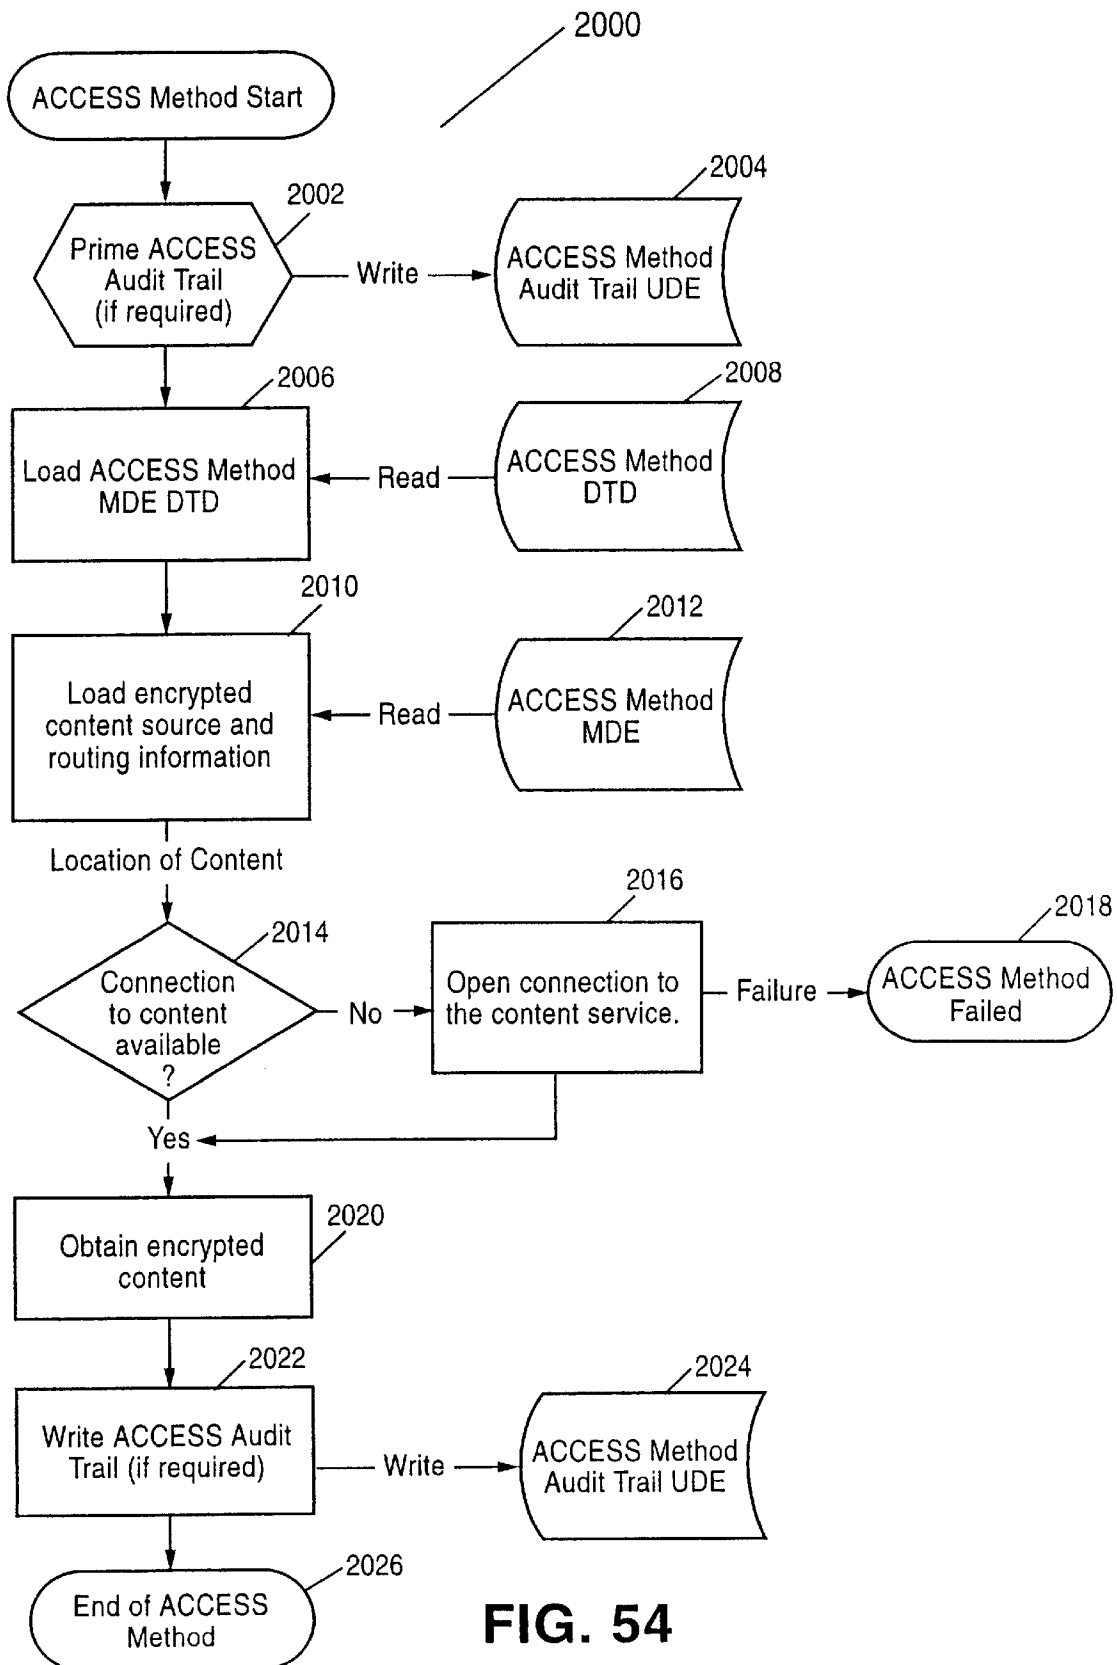 2000
ACCESS Method Start
2002
Prime ACCESS
Audit Trail
(if required)
Write
2004
ACCESS Method
Audit Trail UDE
2006
Load ACCESS Method
MDE DTD
Read
2008
ACCESS Method
DTD
2010
Load encrypted
content source and
routing information
Read
2012
ACCESS Method
MDE
Location of Content
2014
Connection
to content
available
?
No
2016
Open connection to
the content service.
Failure
2018
ACCESS Method
Failed
Yes
2020
Obtain encrypted
content
2022
Write ACCESS Audit
Trail (if required)
Write
2024
ACCESS Method
Audit Trail UDE
2026
End of ACCESS
Method
FIG. 54